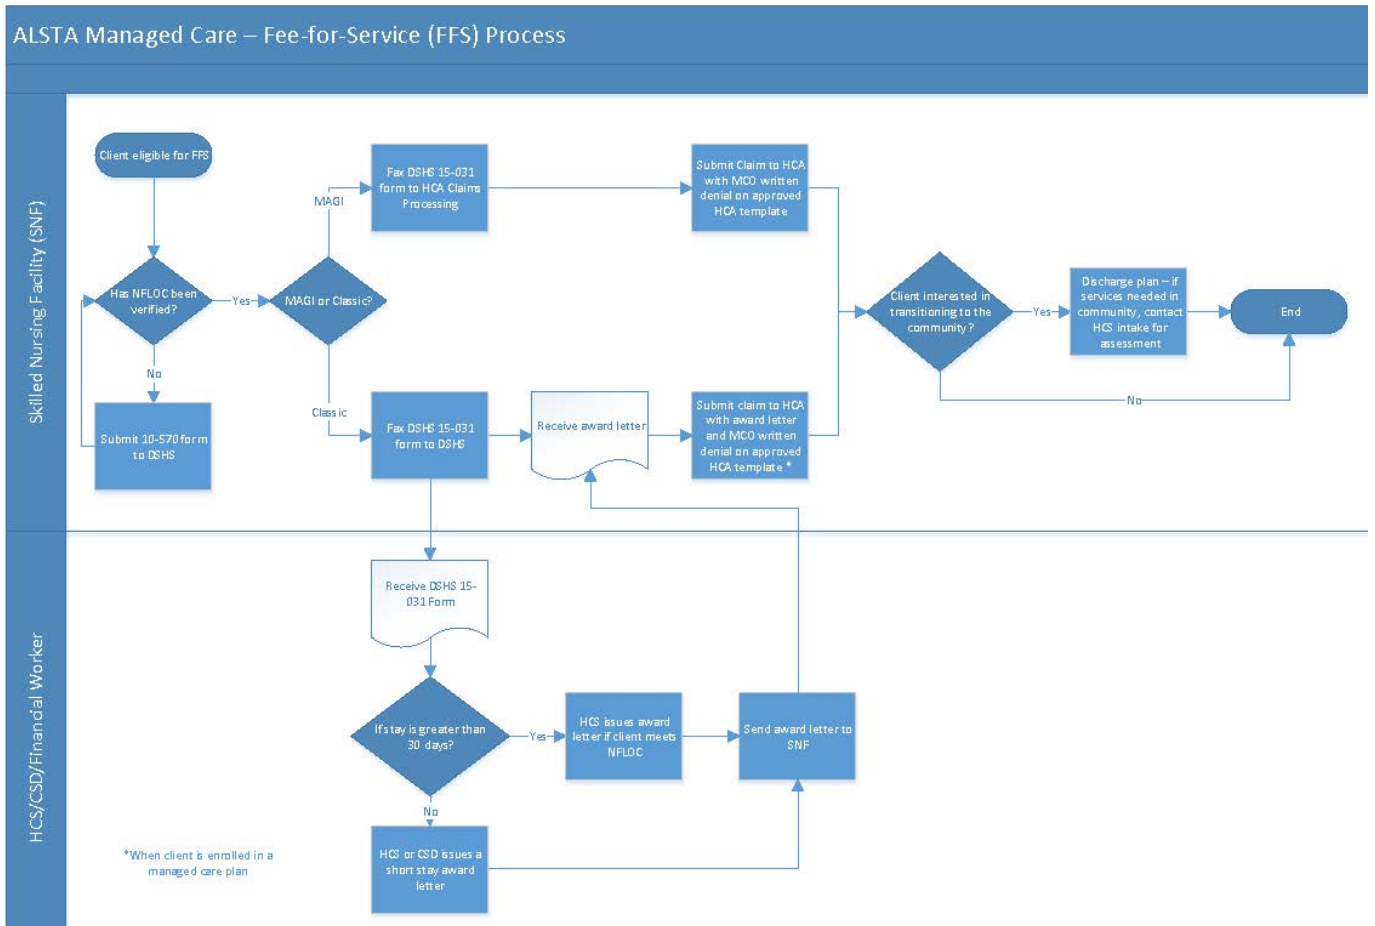 ALSTA Managed Care – Fee-for-Service (FFS) Process
Skilled Nursing Facility (SNF)
Client eligible for FFS
Has NFLOC been
verified?
Yes
No
Submit 10-570 form
to DSHS
MAGI or Classic?
MAGI
Classic
Fax DSHS 15-031
form to HCA Claims
Processing
Submit Claim to HCA
with MCO written
denial on approved
HCA template
Fax DSHS 15-031
form to DSHS
Receive award letter
Submit claim to HCA
with award letter
and MCO written
denial on approved
HCA template *
Client interested in
transitioning to the
community?
Yes
No
Discharge plan – if
services needed in
community, contact
HCS intake for
assessment
End
HCS/CSD/Financial Worker
Receive DSHS 15-
031 Form
If stay is greater than
30 days?
Yes
No
HCS issues award
letter if client meets
NFLOC
Send award letter to
SNF
HCS or CSD issues a
short stay award
letter
*When client is enrolled in a
managed care plan